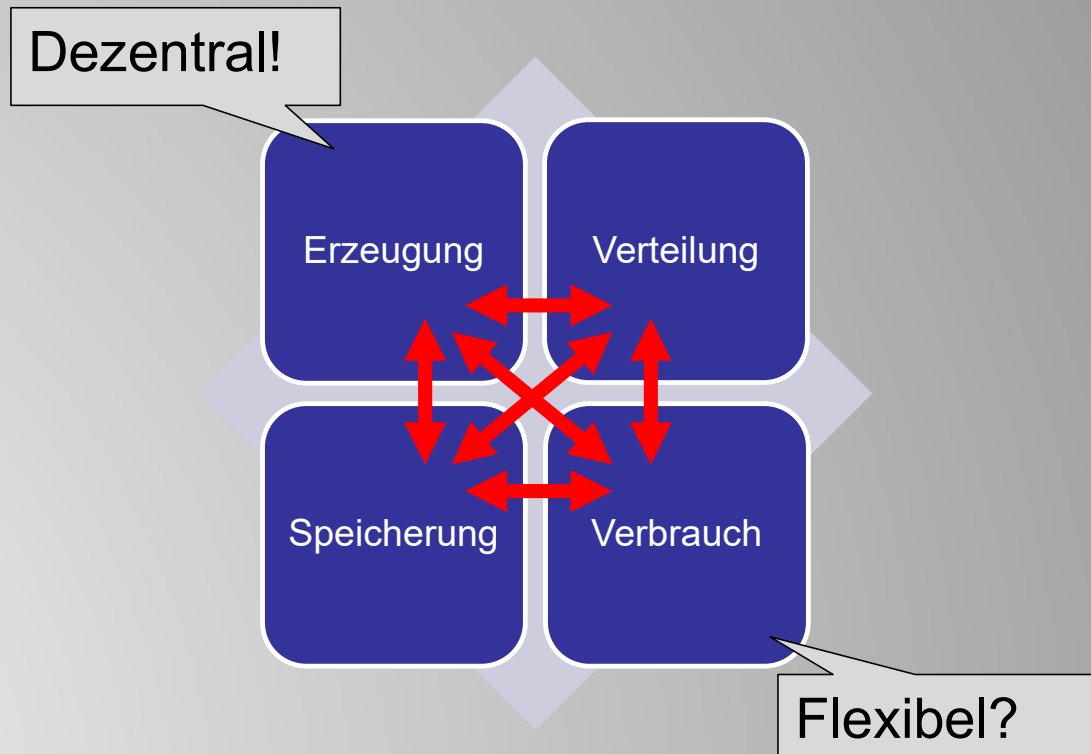 Dezentral!
Erzeugung
Verteilung
Speicherung
Verbrauch
Flexibel?